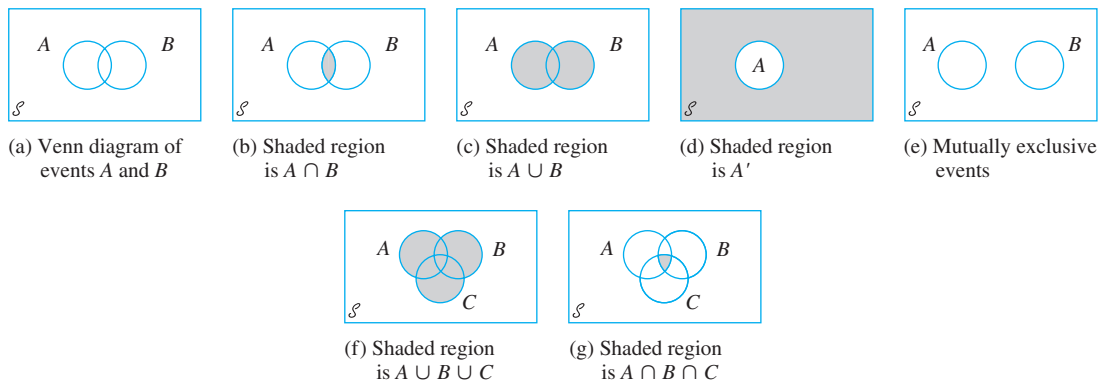 A B
𝒮
(a) Venn diagram of
events A and B
A B
𝒮
(b) Shaded region
is A ∩ B
A B
𝒮
(c) Shaded region
is A ∪ B
A
𝒮
(d) Shaded region
is A′
A B
𝒮
(e) Mutually exclusive
events
A B
C
𝒮
(f) Shaded region
is A ∪ B ∪ C
A B
C
𝒮
(g) Shaded region
is A ∩ B ∩ C